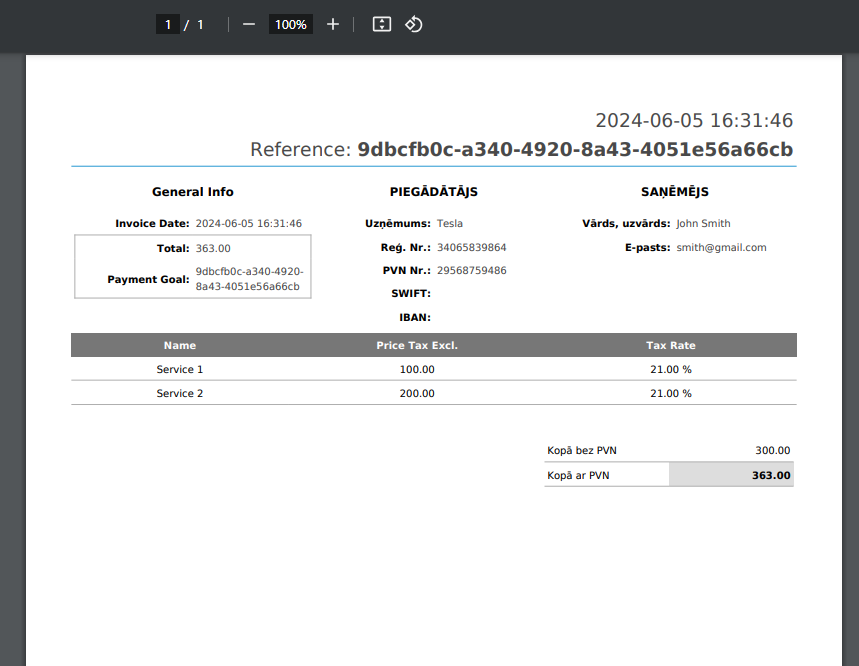 1 / 1 — 100% +
2024-06-05 16:31:46
Reference: 9dbcfb0c-a340-4920-8a43-4051e56a66cb
General Info
Invoice Date: 2024-06-05 16:31:46
Total: 363.00
Payment Goal: 9dbcfb0c-a340-4920-
8a43-4051e56a66cb
PIEGĀDĀTĀJS
Uzņēmums: Tesla
Reģ. Nr.: 34065839864
PVN Nr.: 29568759486
SWIFT:
IBAN:
SAŅĒMĒJS
Vārds, uzvārds: John Smith
E-pasts: smith@gmail.com
Name Price Tax Excl. Tax Rate
Service 1 100.00 21.00 %
Service 2 200.00 21.00 %
Kopā bez PVN 300.00
Kopā ar PVN 363.00